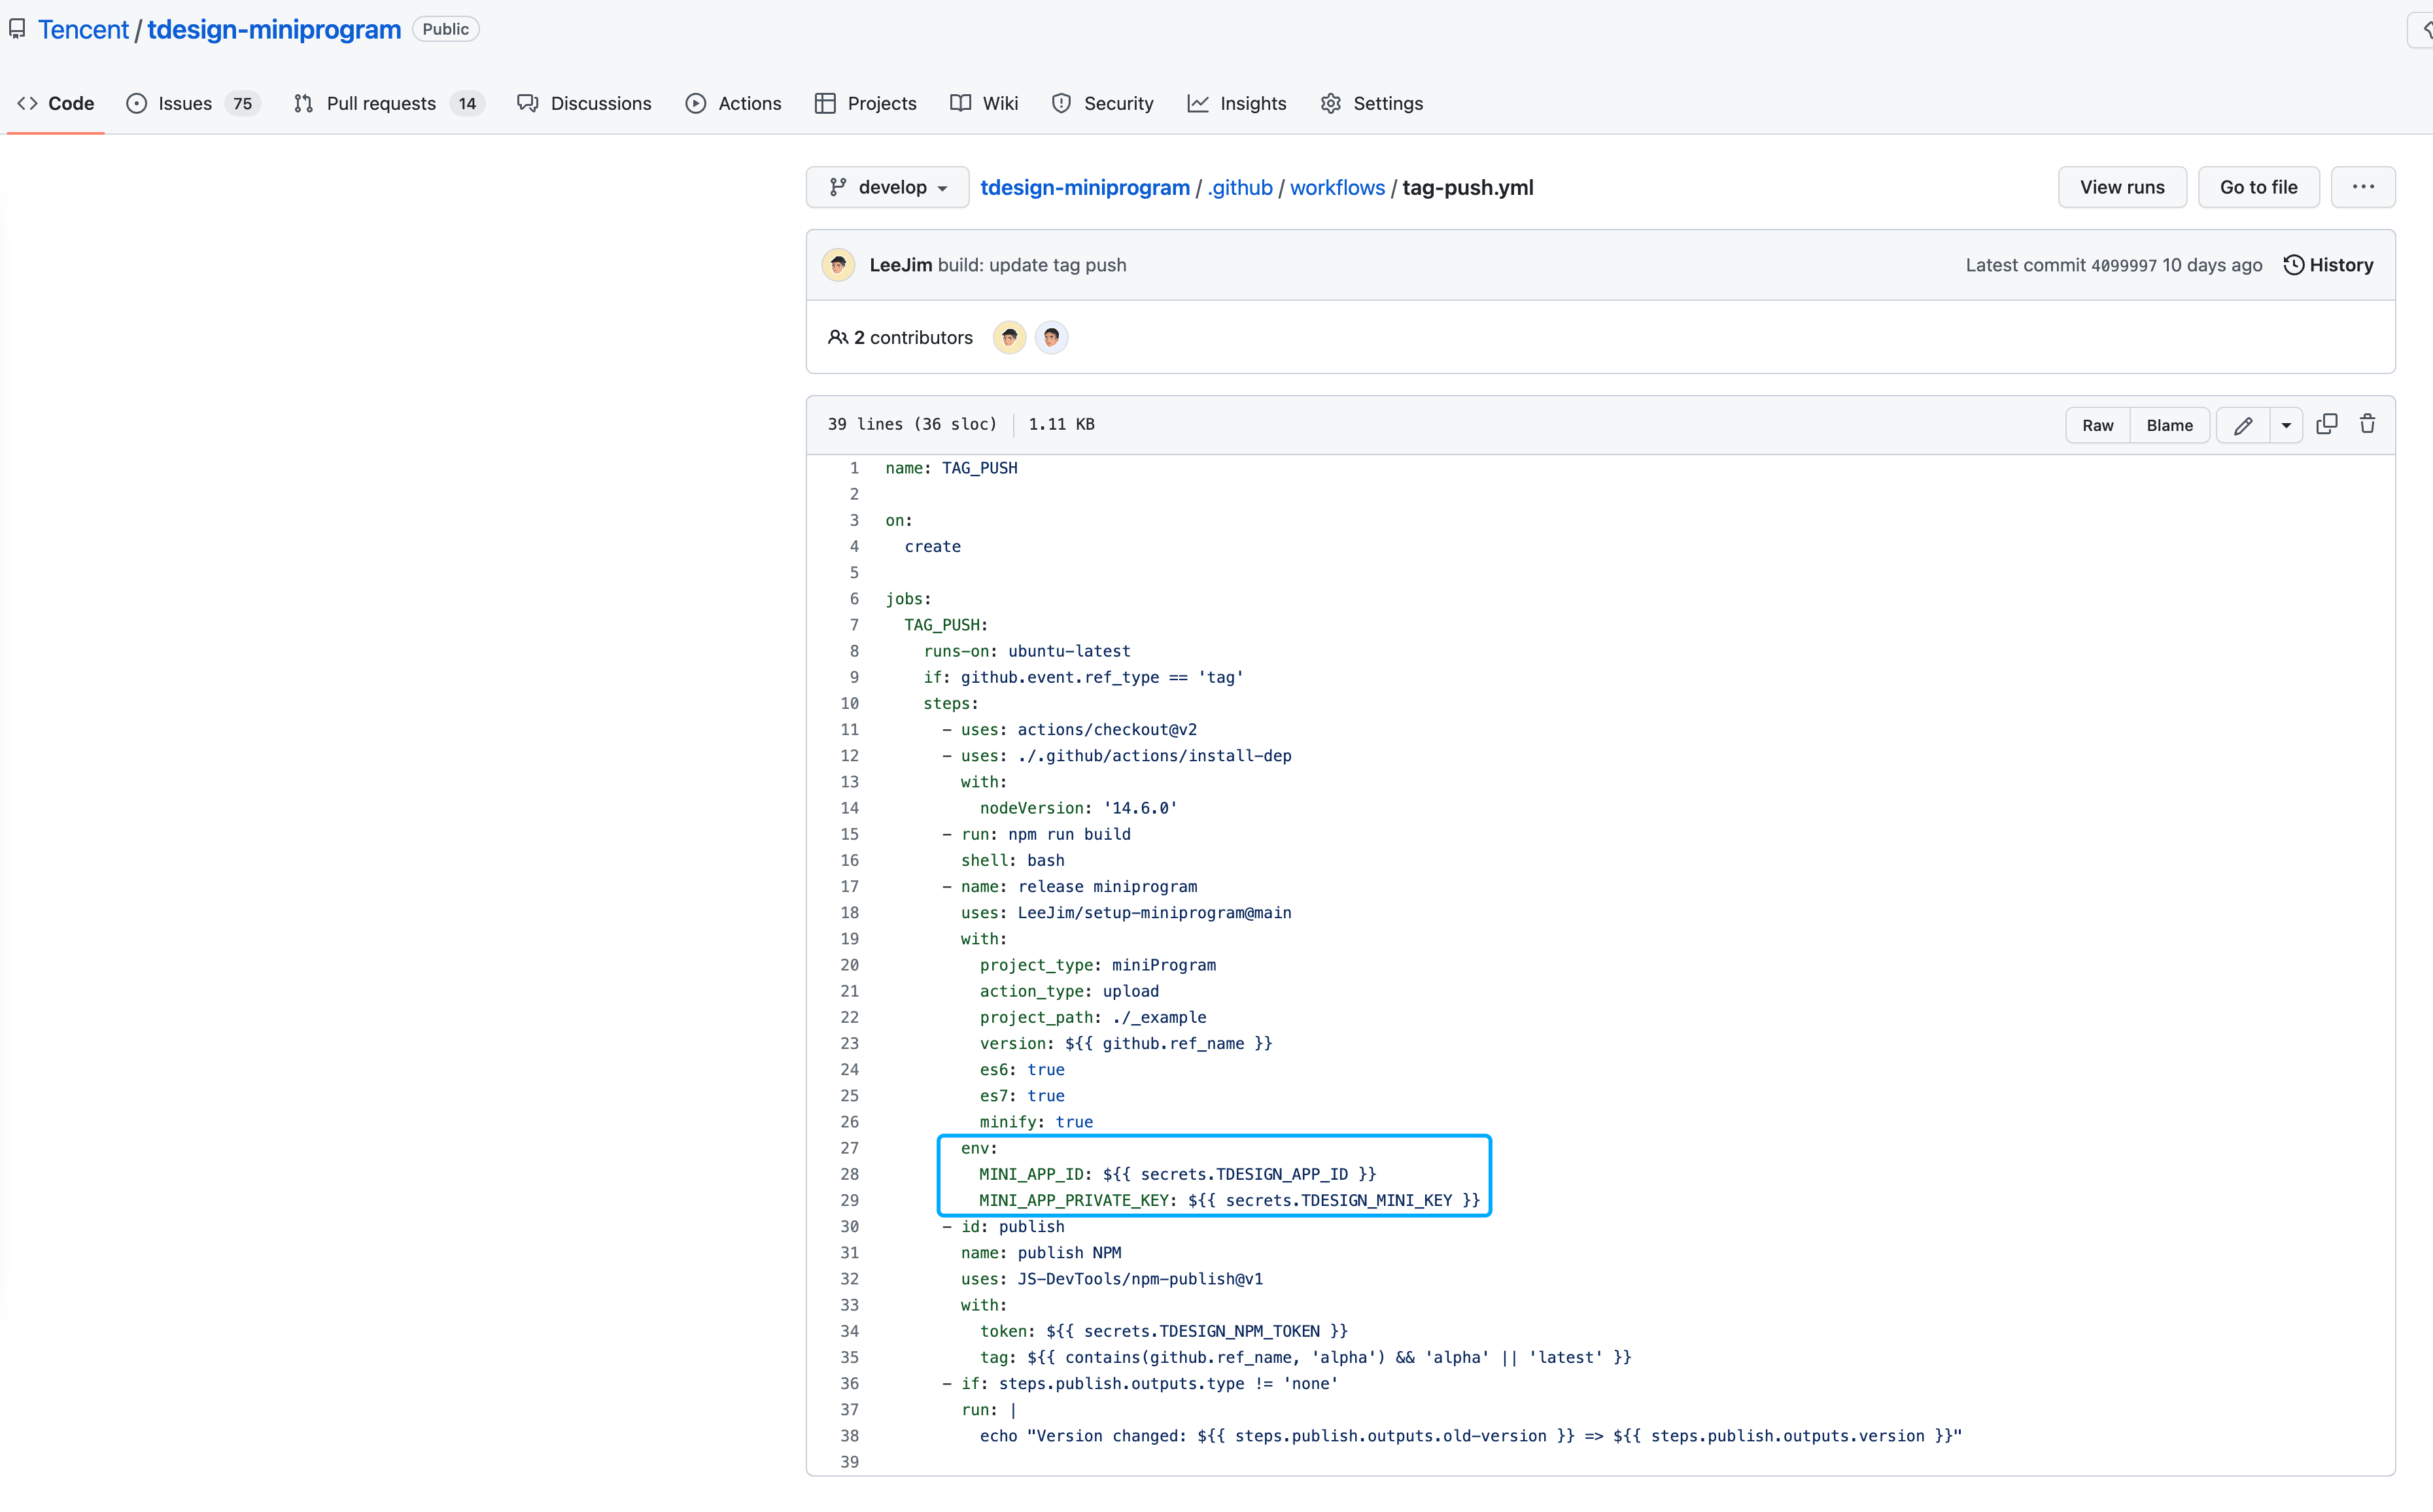 Tencent / tdesign-miniprogram Public
Code Issues 75 Pull requests 14 Discussions Actions Projects Wiki Security Insights Settings
develop tdesign-miniprogram / .github / workflows / tag-push.yml View runs Go to file ...
LeeJim build: update tag push Latest commit 4099997 10 days ago History
2 contributors
39 lines (36 sloc) 1.11 KB Raw Blame
1 name: TAG_PUSH
2
3 on:
4   create
5
6 jobs:
7   TAG_PUSH:
8     runs-on: ubuntu-latest
9     if: github.event.ref_type == 'tag'
10     steps:
11       - uses: actions/checkout@v2
12       - uses: ./.github/actions/install-dep
13         with:
14           nodeVersion: '14.6.0'
15       - run: npm run build
16         shell: bash
17       - name: release miniprogram
18         uses: LeeJim/setup-miniprogram@main
19         with:
20           project_type: miniProgram
21           action_type: upload
22           project_path: ./_example
23           version: ${{ github.ref_name }}
24           es6: true
25           es7: true
26           minify: true
27         env:
28           MINI_APP_ID: ${{ secrets.TDESIGN_APP_ID }}
29           MINI_APP_PRIVATE_KEY: ${{ secrets.TDESIGN_MINI_KEY }}
30       - id: publish
31         name: publish NPM
32         uses: JS-DevTools/npm-publish@v1
33         with:
34           token: ${{ secrets.TDESIGN_NPM_TOKEN }}
35           tag: ${{ contains(github.ref_name, 'alpha') && 'alpha' || 'latest' }}
36       - if: steps.publish.outputs.type != 'none'
37         run: |
38           echo "Version changed: ${{ steps.publish.outputs.old-version }} => ${{ steps.publish.outputs.version }}"
39